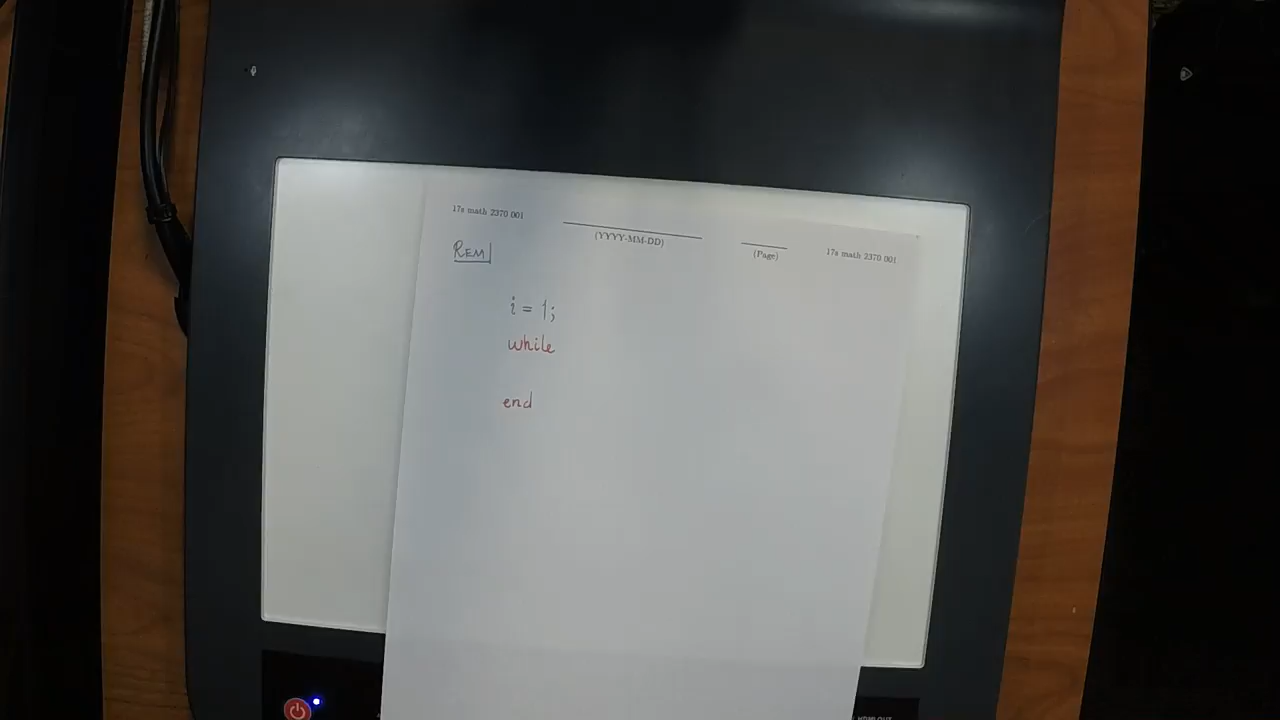 17s math 2370 001
(YYYY-MM-DD)
(Page)
17s math 2370 001
REM
i = 1;
while
end